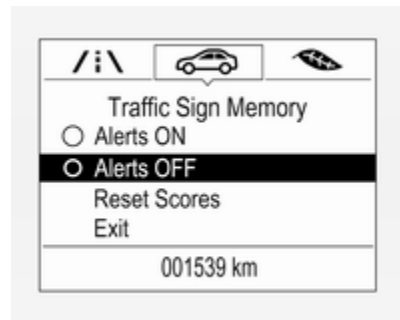 Traffic Sign Memory
Alerts ON
Alerts OFF
Reset Scores
Exit
001539 km